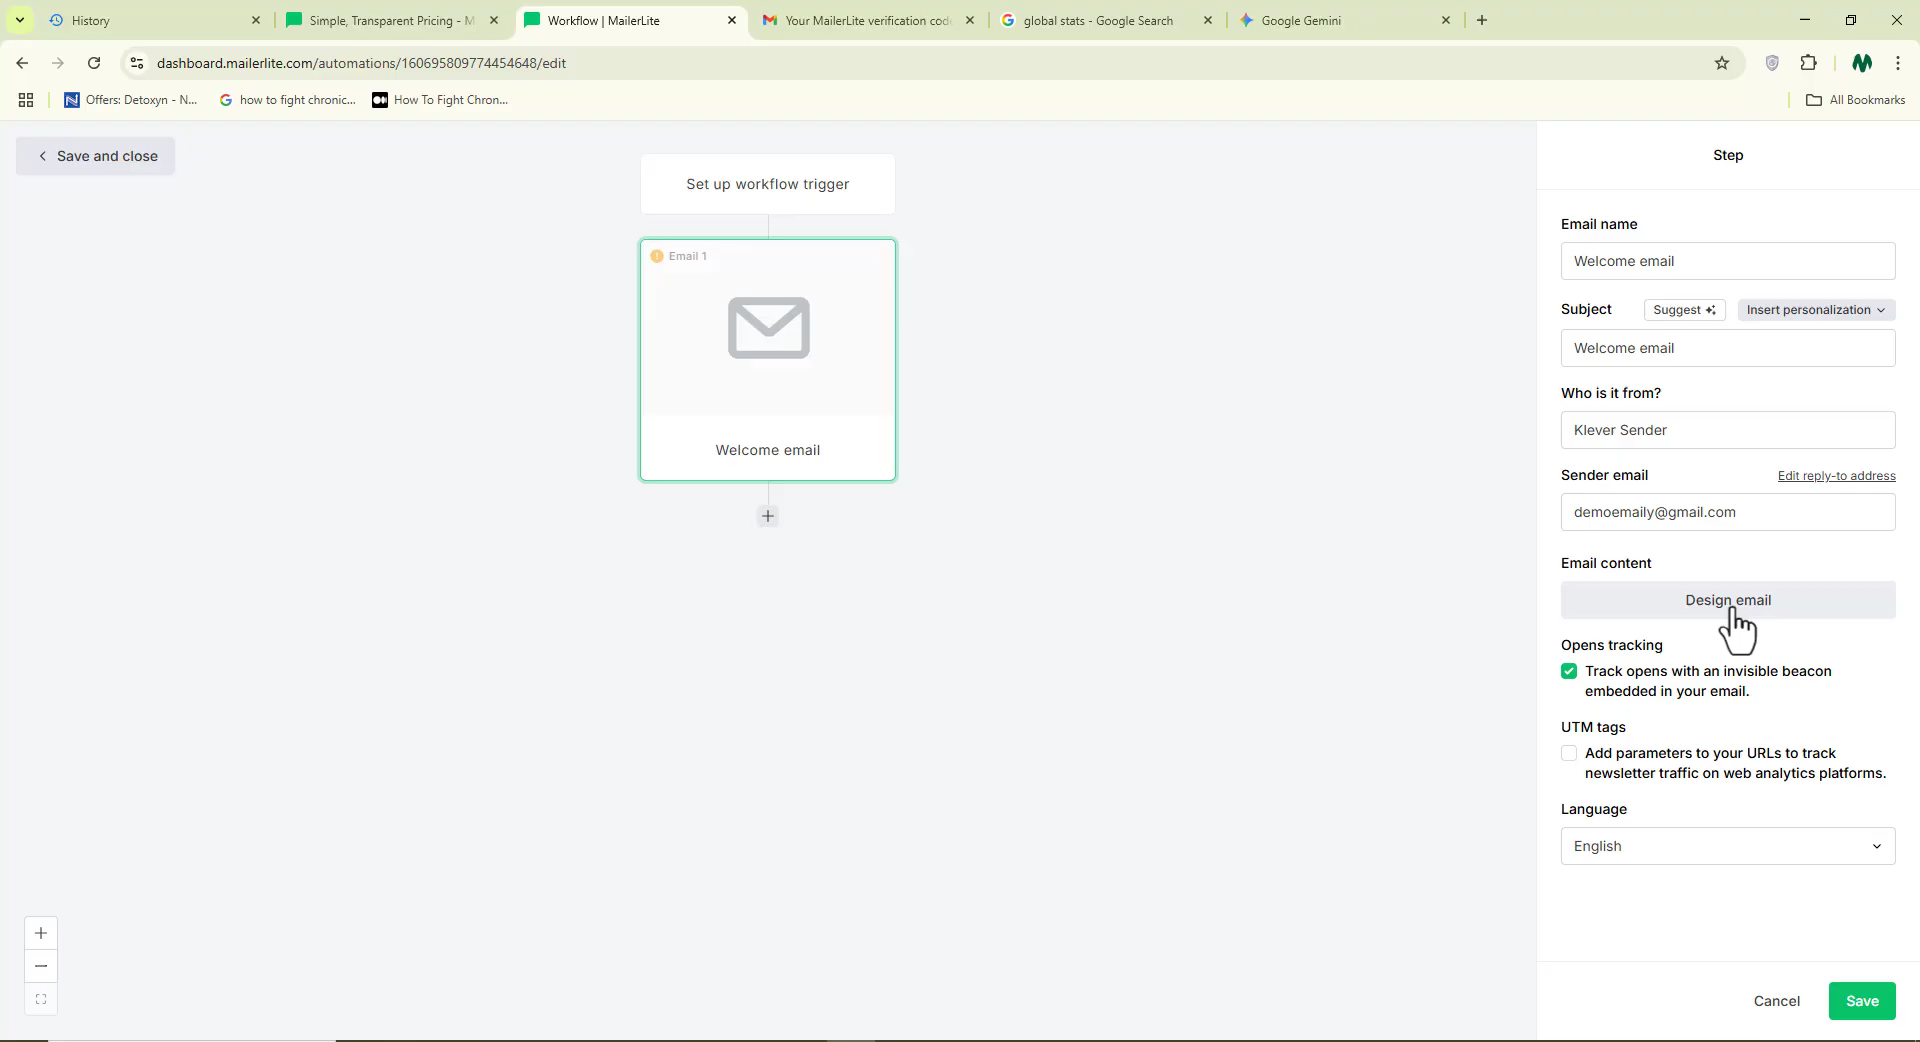 History
Simple, Transparent Pricing - M
Workflow | MailerLite
Your MailerLite verification cod
global stats - Google Search
Google Gemini
dashboard.mailerlite.com/automations/160695809774454648/edit
Offers: Detoxyn - N...
how to fight chronic...
How To Fight Chron...
All Bookmarks
Save and close
Set up workflow trigger
Email 1
Welcome email
Step
Email name
Welcome email
Subject
Suggest
Insert personalization
Welcome email
Who is it from?
Klever Sender
Sender email
Edit reply-to address
demoemaily@gmail.com
Email content
Design email
Opens tracking
Track opens with an invisible beacon
embedded in your email.
UTM tags
Add parameters to your URLs to track
newsletter traffic on web analytics platforms.
Language
English
Cancel
Save